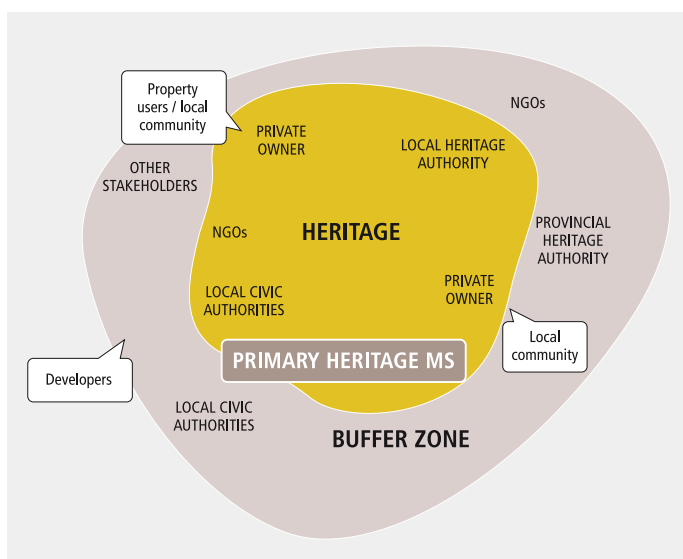 Property
users / local
community
NGOs
PRIVATE
OWNER
LOCAL HERITAGE
AUTHORITY
OTHER
STAKEHOLDERS
NGOs
HERITAGE
PROVINCIAL
HERITAGE
AUTHORITY
LOCAL CIVIC
AUTHORITIES
PRIVATE
OWNER
Local
community
PRIMARY HERITAGE MS
Developers
LOCAL CIVIC
AUTHORITIES
BUFFER ZONE